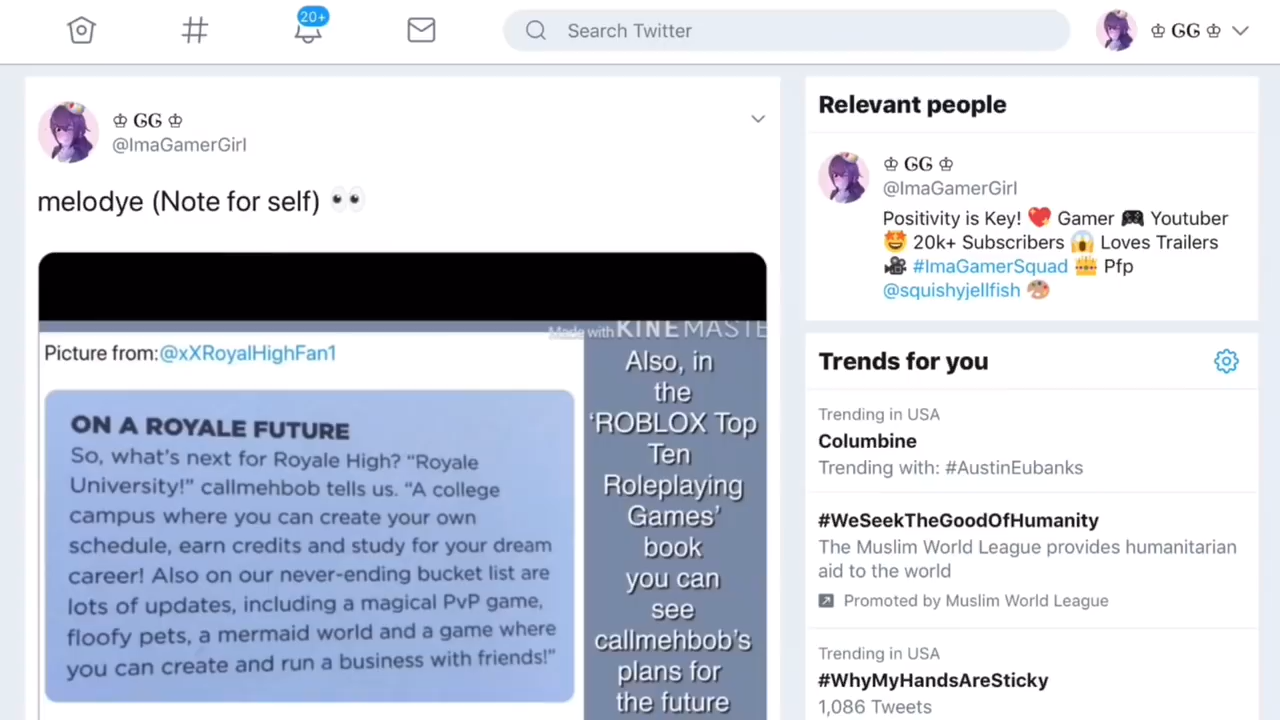 20+
Search Twitter
♔ GG ♔
♔ GG ♔
@ImaGamerGirl
melodye (Note for self) 👀
Made with KINEMASTE
Picture from:@xXRoyalHighFan1
ON A ROYALE FUTURE
So, what's next for Royale High? “Royale
University!” callmehbob tells us. “A college
campus where you can create your own
schedule, earn credits and study for your dream
career! Also on our never-ending bucket list are
lots of updates, including a magical PvP game,
floofy pets, a mermaid world and a game where
you can create and run a business with friends!”
Also, in
the
‘ROBLOX Top
Ten
Roleplaying
Games’
book
you can
see
callmehbob’s
plans for
the future
Relevant people
♔ GG ♔
@ImaGamerGirl
Positivity is Key! 💖 Gamer 🎮 Youtuber
🤩 20k+ Subscribers 😱 Loves Trailers
🎥 #ImaGamerSquad 👑 Pfp
@squishyjellfish 🎨
Trends for you
Trending in USA
Columbine
Trending with: #AustinEubanks
#WeSeekTheGoodOfHumanity
The Muslim World League provides humanitarian
aid to the world
Promoted by Muslim World League
Trending in USA
#WhyMyHandsAreSticky
1,086 Tweets